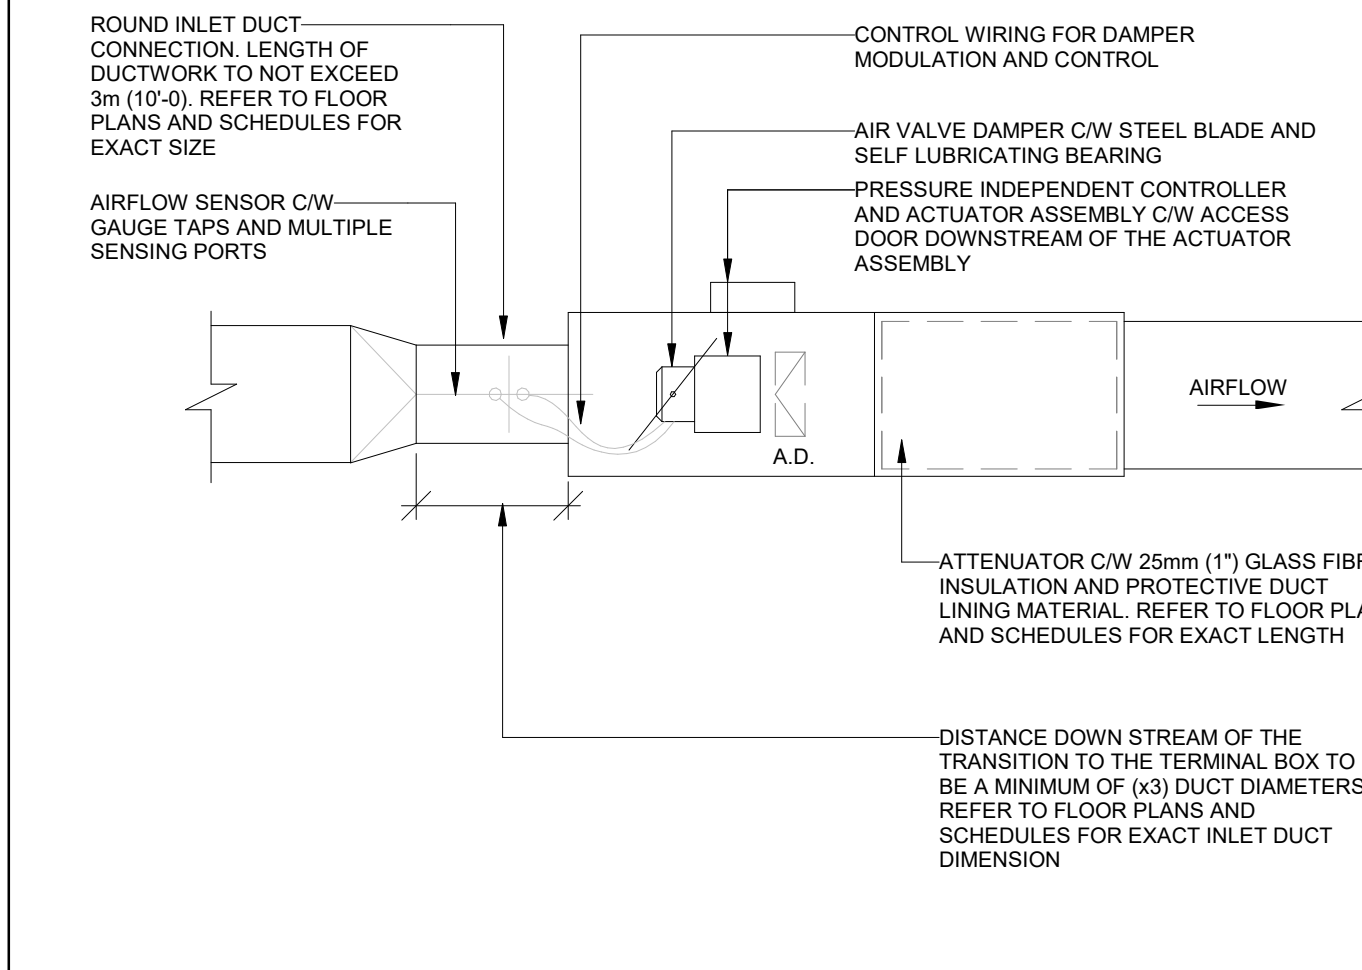 ROUND INLET DUCT
CONNECTION. LENGTH OF
DUCTWORK TO NOT EXCEED
3m (10'-0). REFER TO FLOOR
PLANS AND SCHEDULES FOR
EXACT SIZE
AIRFLOW SENSOR C/W
GAUGE TAPS AND MULTIPLE
SENSING PORTS
CONTROL WIRING FOR DAMPER
MODULATION AND CONTROL
AIR VALVE DAMPER C/W STEEL BLADE AND
SELF LUBRICATING BEARING
PRESSURE INDEPENDENT CONTROLLER
AND ACTUATOR ASSEMBLY C/W ACCESS
DOOR DOWNSTREAM OF THE ACTUATOR
ASSEMBLY
AIRFLOW
A.D.
ATTENUATOR C/W 25mm (1") GLASS
INSULATION AND PROTECTIVE DUCT
LINING MATERIAL. REFER TO FLOOR
AND SCHEDULES FOR EXACT LENGTH
DISTANCE DOWN STREAM OF THE
TRANSITION TO THE TERMINAL BOX TO
BE A MINIMUM OF (x3) DUCT DIAMETERS
REFER TO FLOOR PLANS AND
SCHEDULES FOR EXACT INLET DUCT
DIMENSION